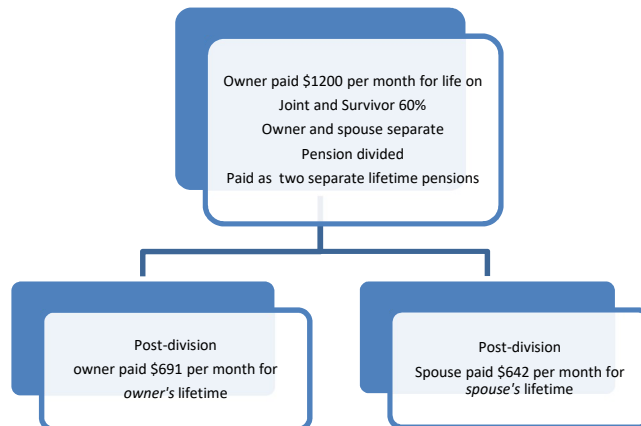 Owner paid $1200 per month for life on
Joint and Survivor 60%
Owner and spouse separate
Pension divided
Paid as  two separate lifetime pensions
Post-division
owner paid $691 per month for
owner's lifetime
Post-division
Spouse paid $642 per month for
spouse's lifetime